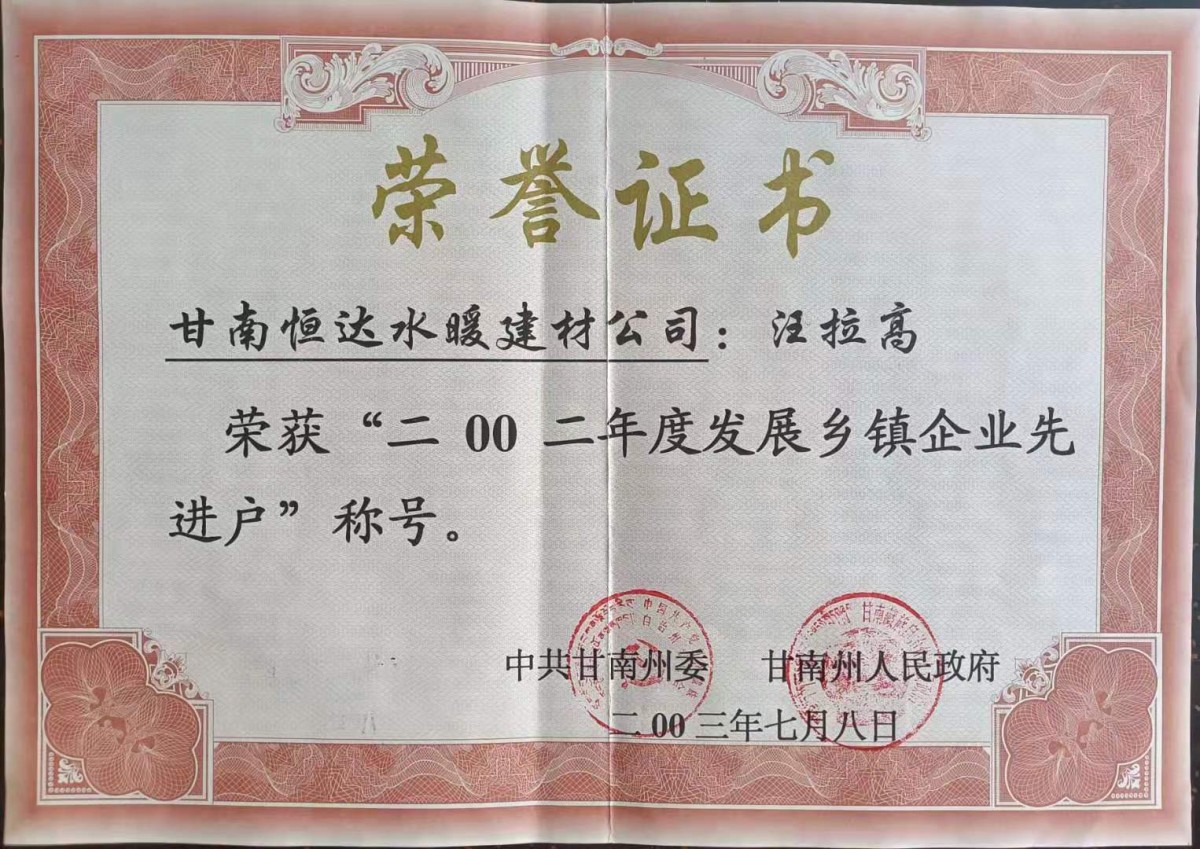 荣誉证书
甘南恒达水暖建材公司：汪拉高
荣获“二00二年度发展乡镇企业先
进户”称号。
中共甘南州委 甘南州人民政府
二00三年七月八日